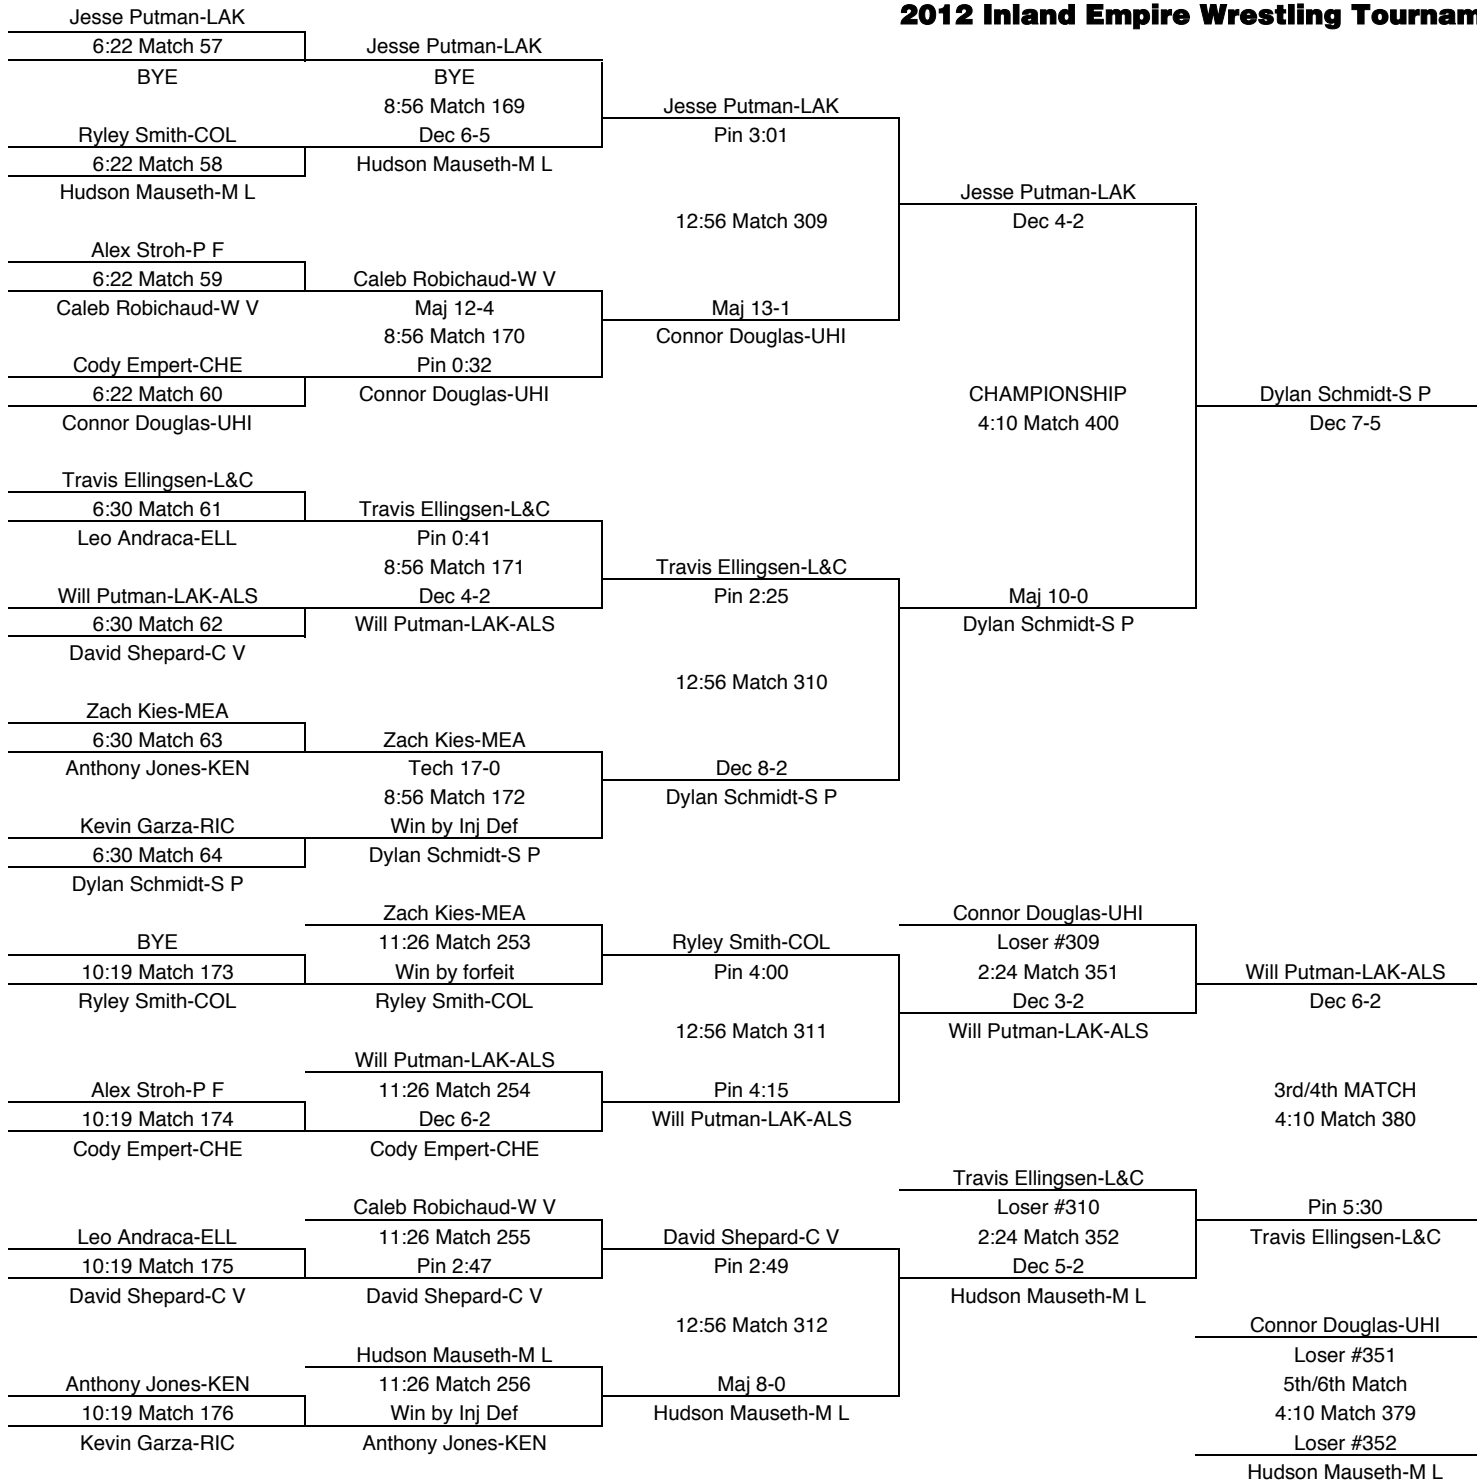 2012 Inland Empire Wrestling Tournam
Jesse Putman-LAK
6:22 Match 57
BYE
Ryley Smith-COL
6:22 Match 58
Hudson Mauseth-M L
Alex Stroh-P F
6:22 Match 59
Caleb Robichaud-W V
Cody Empert-CHE
6:22 Match 60
Connor Douglas-UHI
Travis Ellingsen-L&C
6:30 Match 61
Leo Andraca-ELL
Will Putman-LAK-ALS
6:30 Match 62
David Shepard-C V
Zach Kies-MEA
6:30 Match 63
Anthony Jones-KEN
Kevin Garza-RIC
6:30 Match 64
Dylan Schmidt-S P
Jesse Putman-LAK
BYE
8:56 Match 169
Dec 6-5
Hudson Mauseth-M L
Caleb Robichaud-W V
Maj 12-4
8:56 Match 170
Pin 0:32
Connor Douglas-UHI
Travis Ellingsen-L&C
Pin 0:41
8:56 Match 171
Dec 4-2
Will Putman-LAK-ALS
Zach Kies-MEA
Tech 17-0
8:56 Match 172
Win by Inj Def
Dylan Schmidt-S P
Jesse Putman-LAK
Pin 3:01
12:56 Match 309
Maj 13-1
Connor Douglas-UHI
Travis Ellingsen-L&C
Pin 2:25
12:56 Match 310
Dec 8-2
Dylan Schmidt-S P
Jesse Putman-LAK
Dec 4-2
CHAMPIONSHIP
4:10 Match 400
Maj 10-0
Dylan Schmidt-S P
Dylan Schmidt-S P
Dec 7-5
BYE
10:19 Match 173
Ryley Smith-COL
Alex Stroh-P F
10:19 Match 174
Cody Empert-CHE
Leo Andraca-ELL
10:19 Match 175
David Shepard-C V
Anthony Jones-KEN
10:19 Match 176
Kevin Garza-RIC
Zach Kies-MEA
11:26 Match 253
Win by forfeit
Ryley Smith-COL
Will Putman-LAK-ALS
11:26 Match 254
Dec 6-2
Cody Empert-CHE
Caleb Robichaud-W V
11:26 Match 255
Pin 2:47
David Shepard-C V
Hudson Mauseth-M L
11:26 Match 256
Win by Inj Def
Anthony Jones-KEN
Ryley Smith-COL
Pin 4:00
12:56 Match 311
Pin 4:15
Will Putman-LAK-ALS
David Shepard-C V
Pin 2:49
12:56 Match 312
Maj 8-0
Hudson Mauseth-M L
Connor Douglas-UHI
Loser #309
2:24 Match 351
Dec 3-2
Will Putman-LAK-ALS
Travis Ellingsen-L&C
Loser #310
2:24 Match 352
Dec 5-2
Hudson Mauseth-M L
Will Putman-LAK-ALS
Dec 6-2
3rd/4th MATCH
4:10 Match 380
Pin 5:30
Travis Ellingsen-L&C
Connor Douglas-UHI
Loser #351
5th/6th Match
4:10 Match 379
Loser #352
Hudson Mauseth-M L